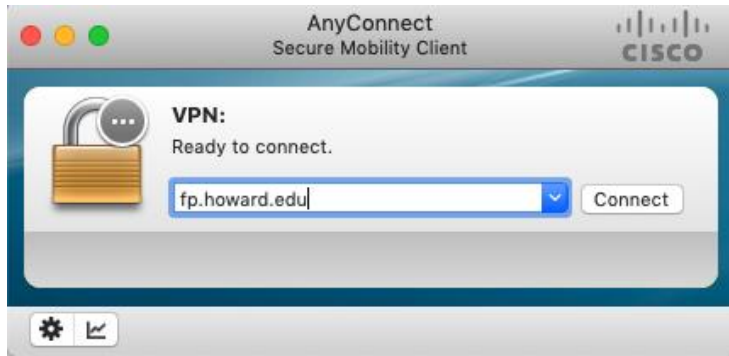 AnyConnect
Secure Mobility Client
CISCO
VPN:
Ready to connect.
fp.howard.edu
Connect